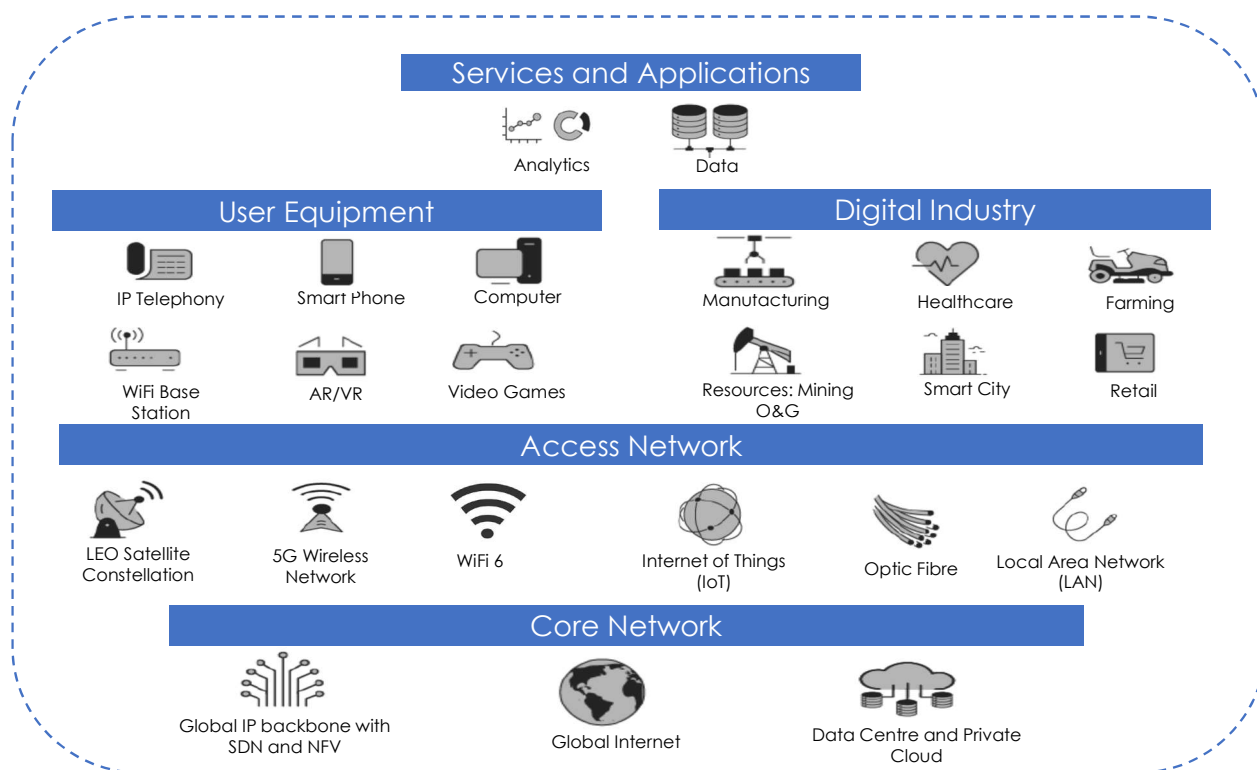 Services and Applications
Analytics
Data
User Equipment
Digital Industry
IP Telephony
Smart Phone
Computer
Manutacturing
Healthcare
Farming
WiFi Base
Station
AR/VR
Video Games
Resources: Mining
O&G
Smart City
Retail
Access Network
LEO Satellite
Constellation
5G Wireless
Network
WiFi 6
Internet of Things
(IoT)
Optic Fibre
Local Area Network
(LAN)
Core Network
Global IP backbone with
SDN and NFV
Global Internet
Data Centre and Private
Cloud